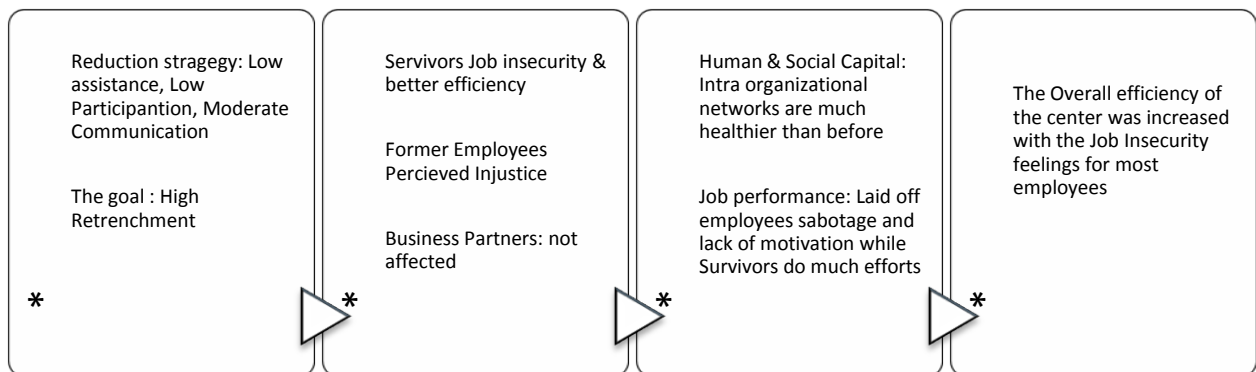 Reduction stragegy: Low
assistance, Low
Participantion, Moderate
Communication
The goal : High
Retrenchment
*
Servivors Job insecurity &
better efficiency
Former Employees
Percieved Injustice
Business Partners: not
affected
*
Human & Social Capital:
Intra organizational
networks are much
healthier than before
Job performance: Laid off
employees sabotage and
lack of motivation while
Survivors do much efforts
*
The Overall efficiency of
the center was increased
with the Job Insecurity
feelings for most
employees
*